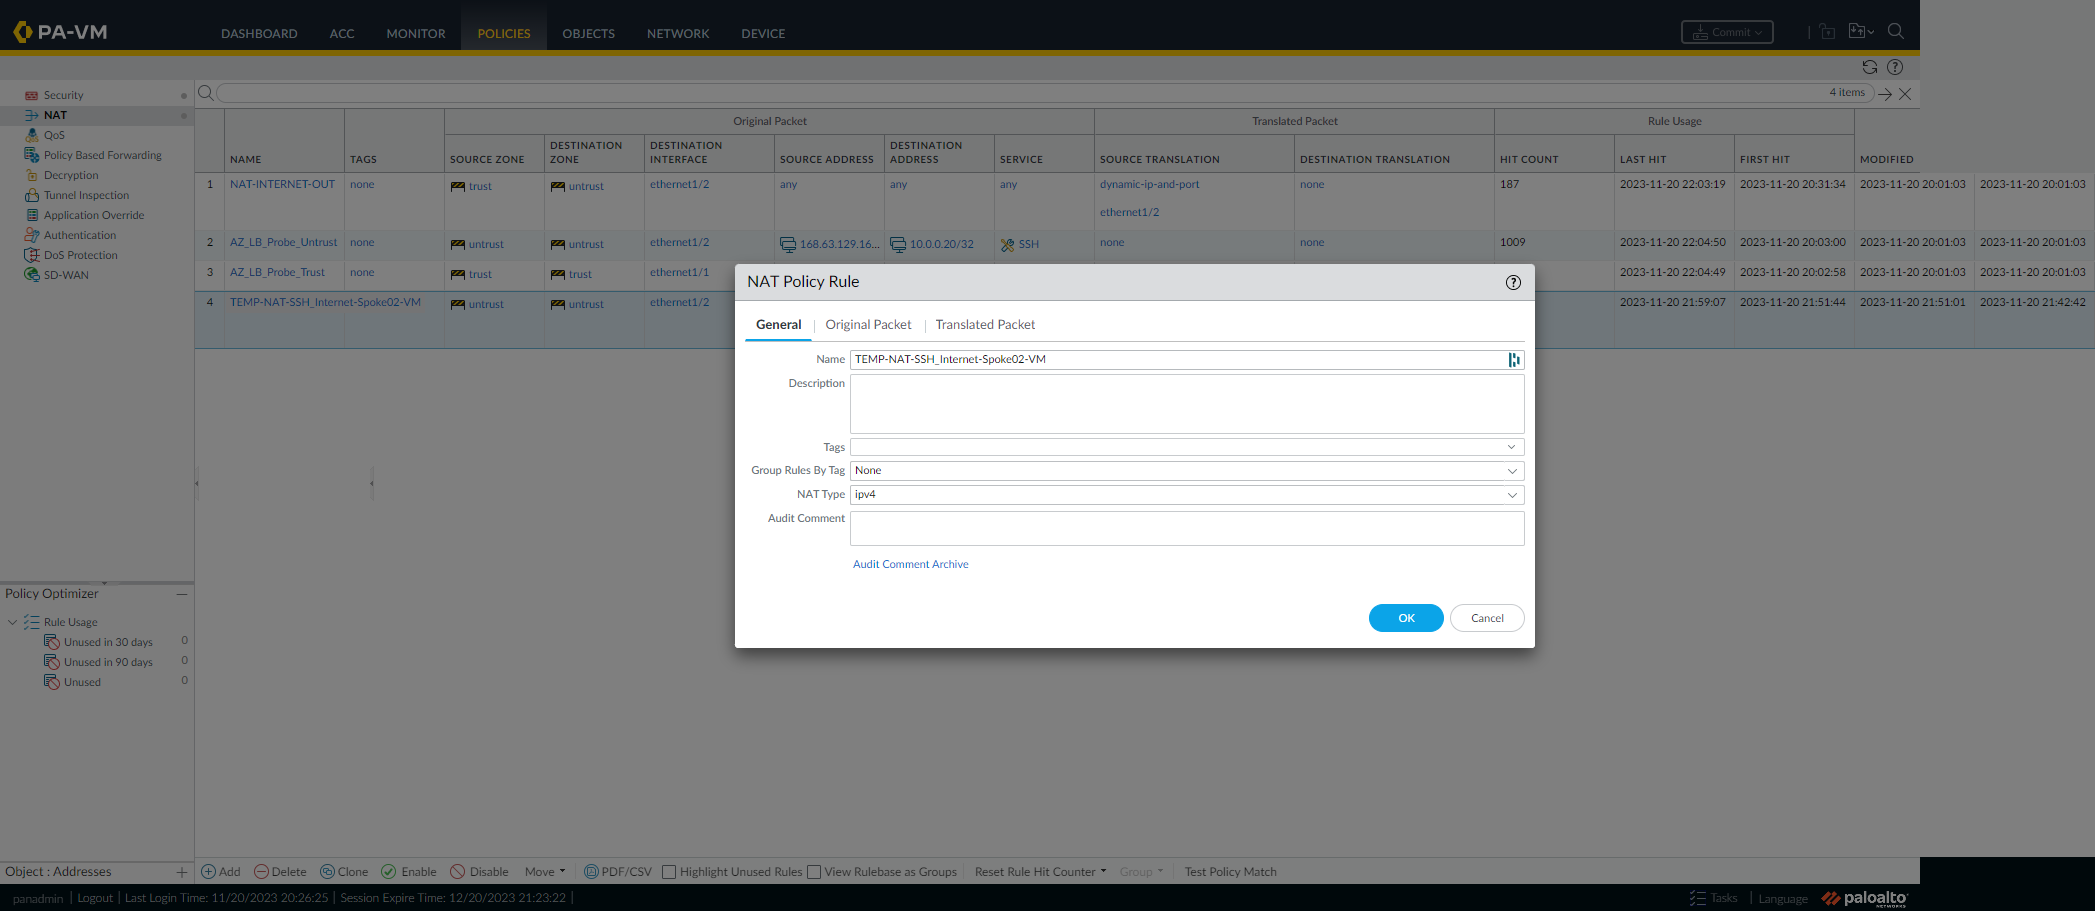 PA-VM
DASHBOARD ACC MONITOR POLICIES OBJECTS NETWORK DEVICE
Commit
Security
NAT
QoS
Policy Based Forwarding
Decryption
Tunnel Inspection
Application Override
Authentication
DoS Protection
SD-WAN
4 items
Original Packet Translated Packet Rule Usage
NAME TAGS SOURCE ZONE DESTINATION ZONE DESTINATION INTERFACE SOURCE ADDRESS DESTINATION ADDRESS SERVICE SOURCE TRANSLATION DESTINATION TRANSLATION HIT COUNT LAST HIT FIRST HIT MODIFIED
1 NAT-INTERNET-OUT none trust untrust ethernet1/2 any any any dynamic-ip-and-port none 187 2023-11-20 22:03:19 2023-11-20 20:31:34 2023-11-20 20:01:03 2023-11-20 20:01:03
ethernet1/2
2 AZ_LB_Probe_Untrust none untrust untrust ethernet1/2 168.63.129.16... 10.0.0.20/32 SSH none none 1009 2023-11-20 22:04:50 2023-11-20 20:03:00 2023-11-20 20:01:03 2023-11-20 20:01:03
3 AZ_LB_Probe_Trust none trust trust ethernet1/1 2023-11-20 22:04:49 2023-11-20 20:02:58 2023-11-20 20:01:03 2023-11-20 20:01:03
4 TEMP-NAT-SSH_Internet-Spoke02-VM untrust untrust ethernet1/2 2023-11-20 21:59:07 2023-11-20 21:51:44 2023-11-20 21:51:01 2023-11-20 21:42:42
NAT Policy Rule
General Original Packet Translated Packet
Name TEMP-NAT-SSH_Internet-Spoke02-VM
Description
Tags
Group Rules By Tag None
NAT Type ipv4
Audit Comment
Audit Comment Archive
OK Cancel
Policy Optimizer
Rule Usage
Unused in 30 days 0
Unused in 90 days 0
Unused 0
Object : Addresses
Add Delete Clone Enable Disable Move PDF/CSV Highlight Unused Rules View Rulebase as Groups Reset Rule Hit Counter Group Test Policy Match
panadmin | Logout | Last Login Time: 11/20/2023 20:26:25 | Session Expire Time: 12/20/2023 21:23:22 |
Tasks | Language paloalto NETWORKS